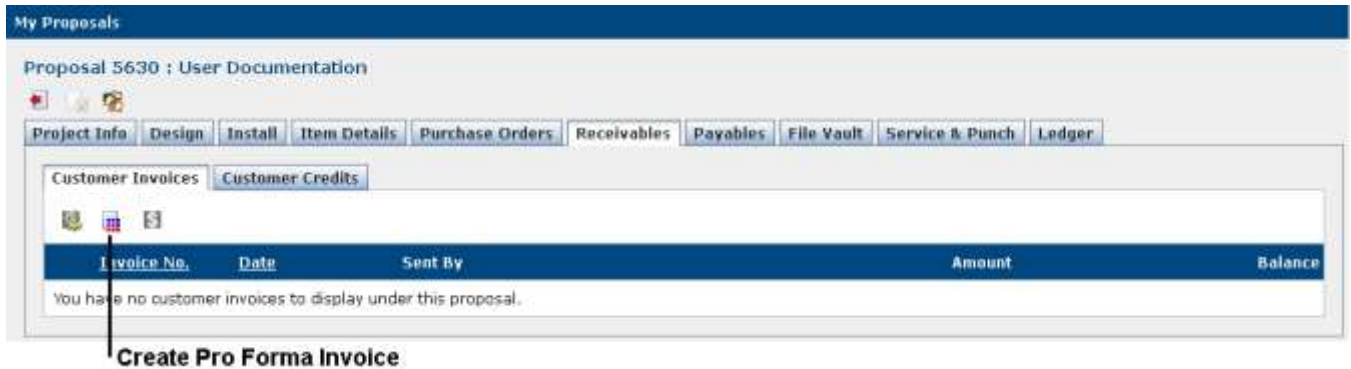 My Proposals
Proposal 5630 : User Documentation
Project Info Design Install Item Details Purchase Orders Receivables Payables File Vault Service & Punch Ledger
Customer Invoices Customer Credits
Invoice No. Date Sent By Amount Balance
You have no customer invoices to display under this proposal.
Create Pro Forma Invoice